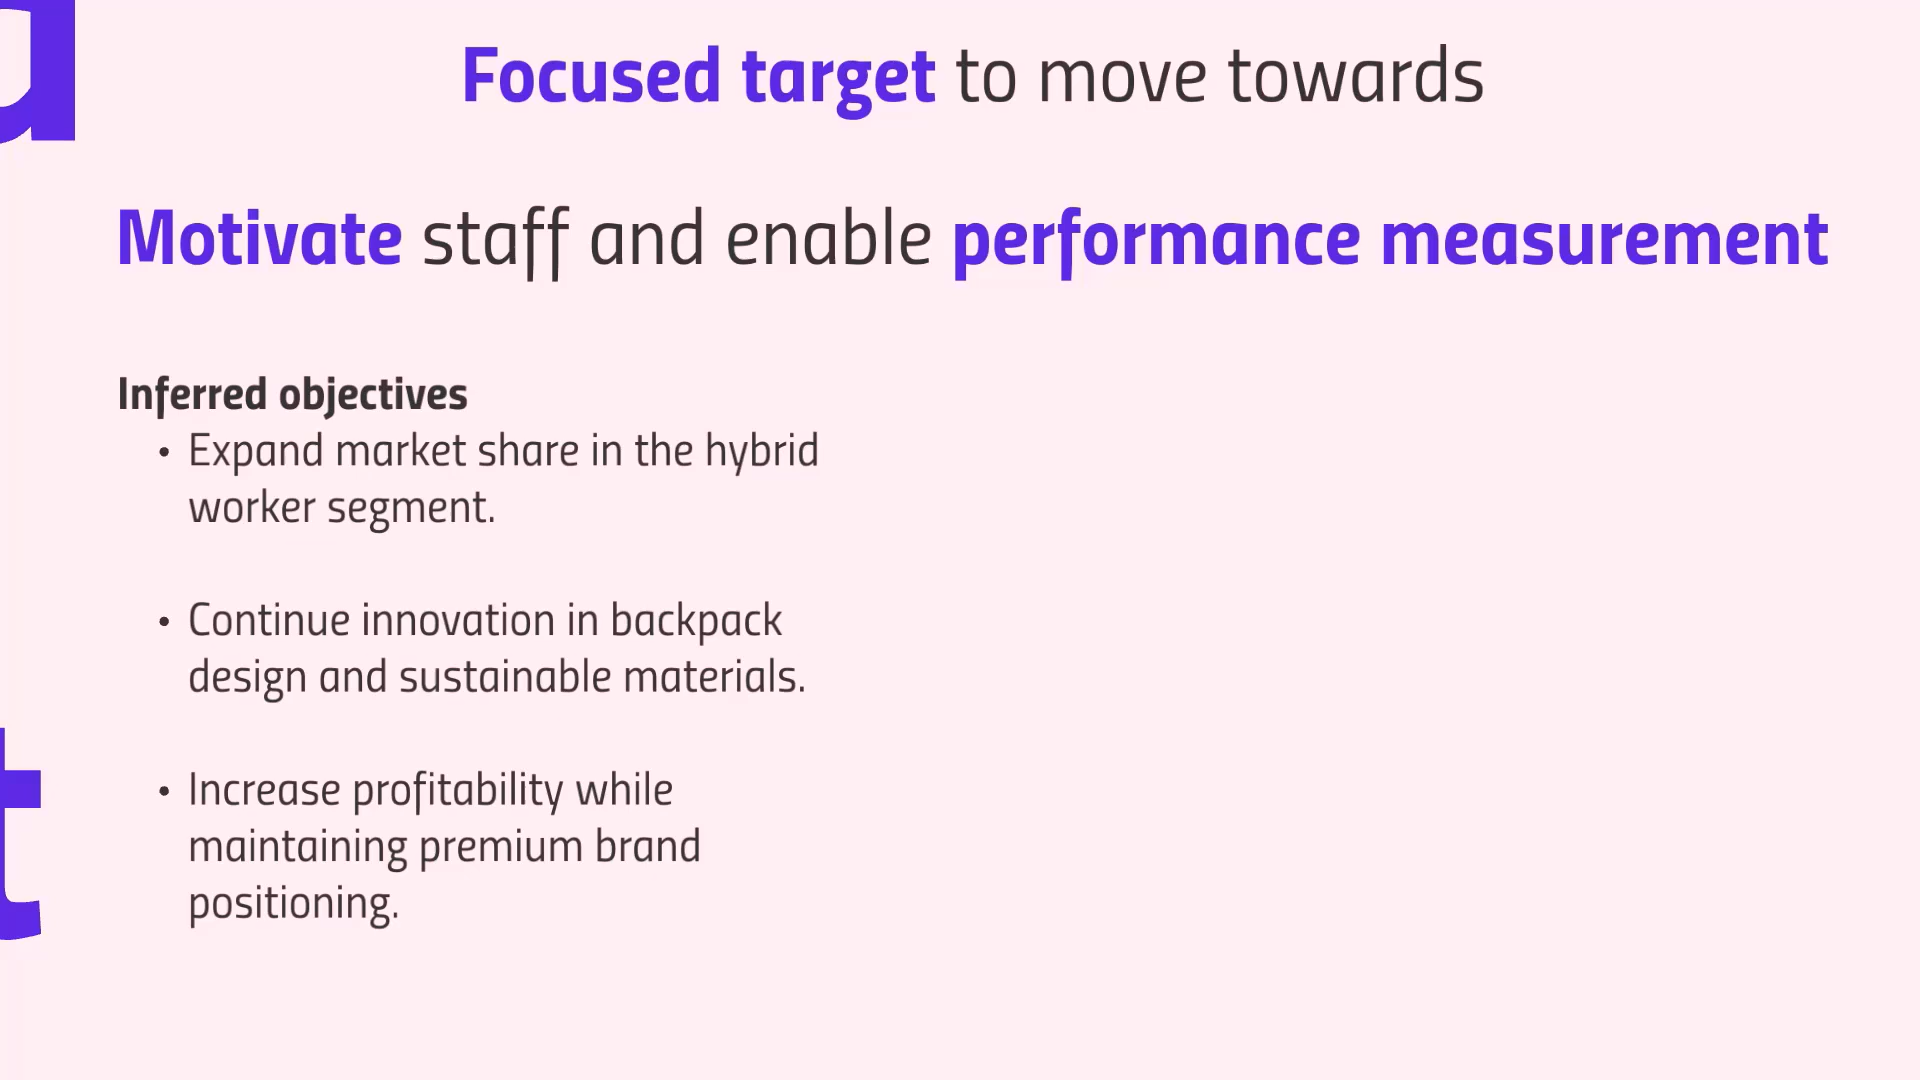 Focused target to move towards
Motivate staff and enable performance measurement
Inferred objectives
• Expand market share in the hybrid
worker segment.
• Continue innovation in backpack
design and sustainable materials.
• Increase profitability while
maintaining premium brand
positioning.